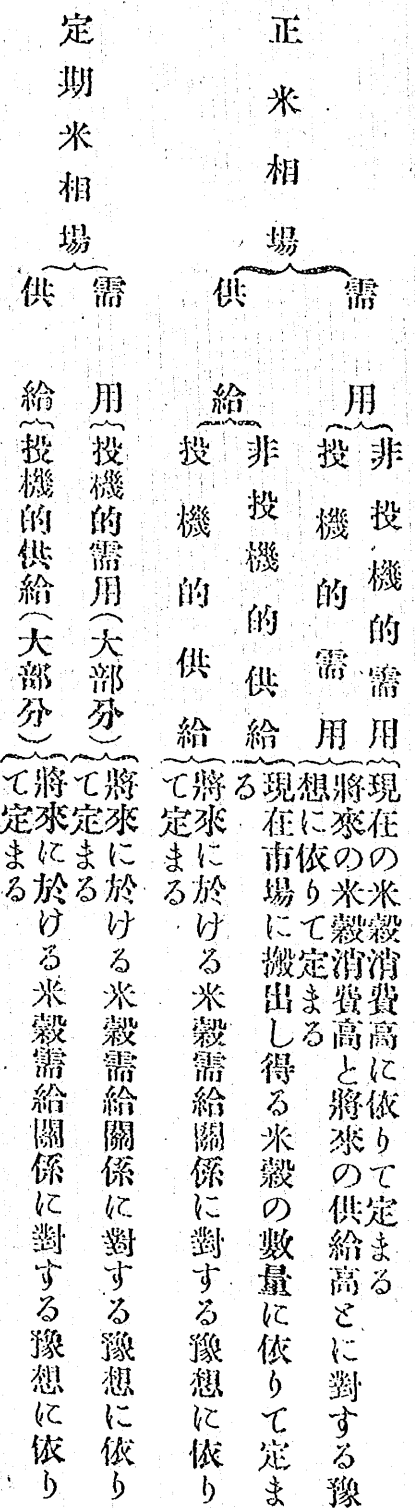 正米相場
需用
非投機的需用
現在の米穀消費高に依りて定まる
投機的需用
將來の米穀消費高と將來の供給高とに對する豫
想に依りて定まる
供給
非投機的供給
現在市場に搬出し得る米穀の數量に依りて定ま
る
投機的供給
將來に於ける米穀需給關係に對する豫想に依り
て定まる
定期米相場
需用
投機的需用(大部分)
將來に於ける米穀需給關係に對する豫想に依り
て定まる
供給
投機的供給(大部分)
將來に於ける米穀需給關係に對する豫想に依り
て定まる